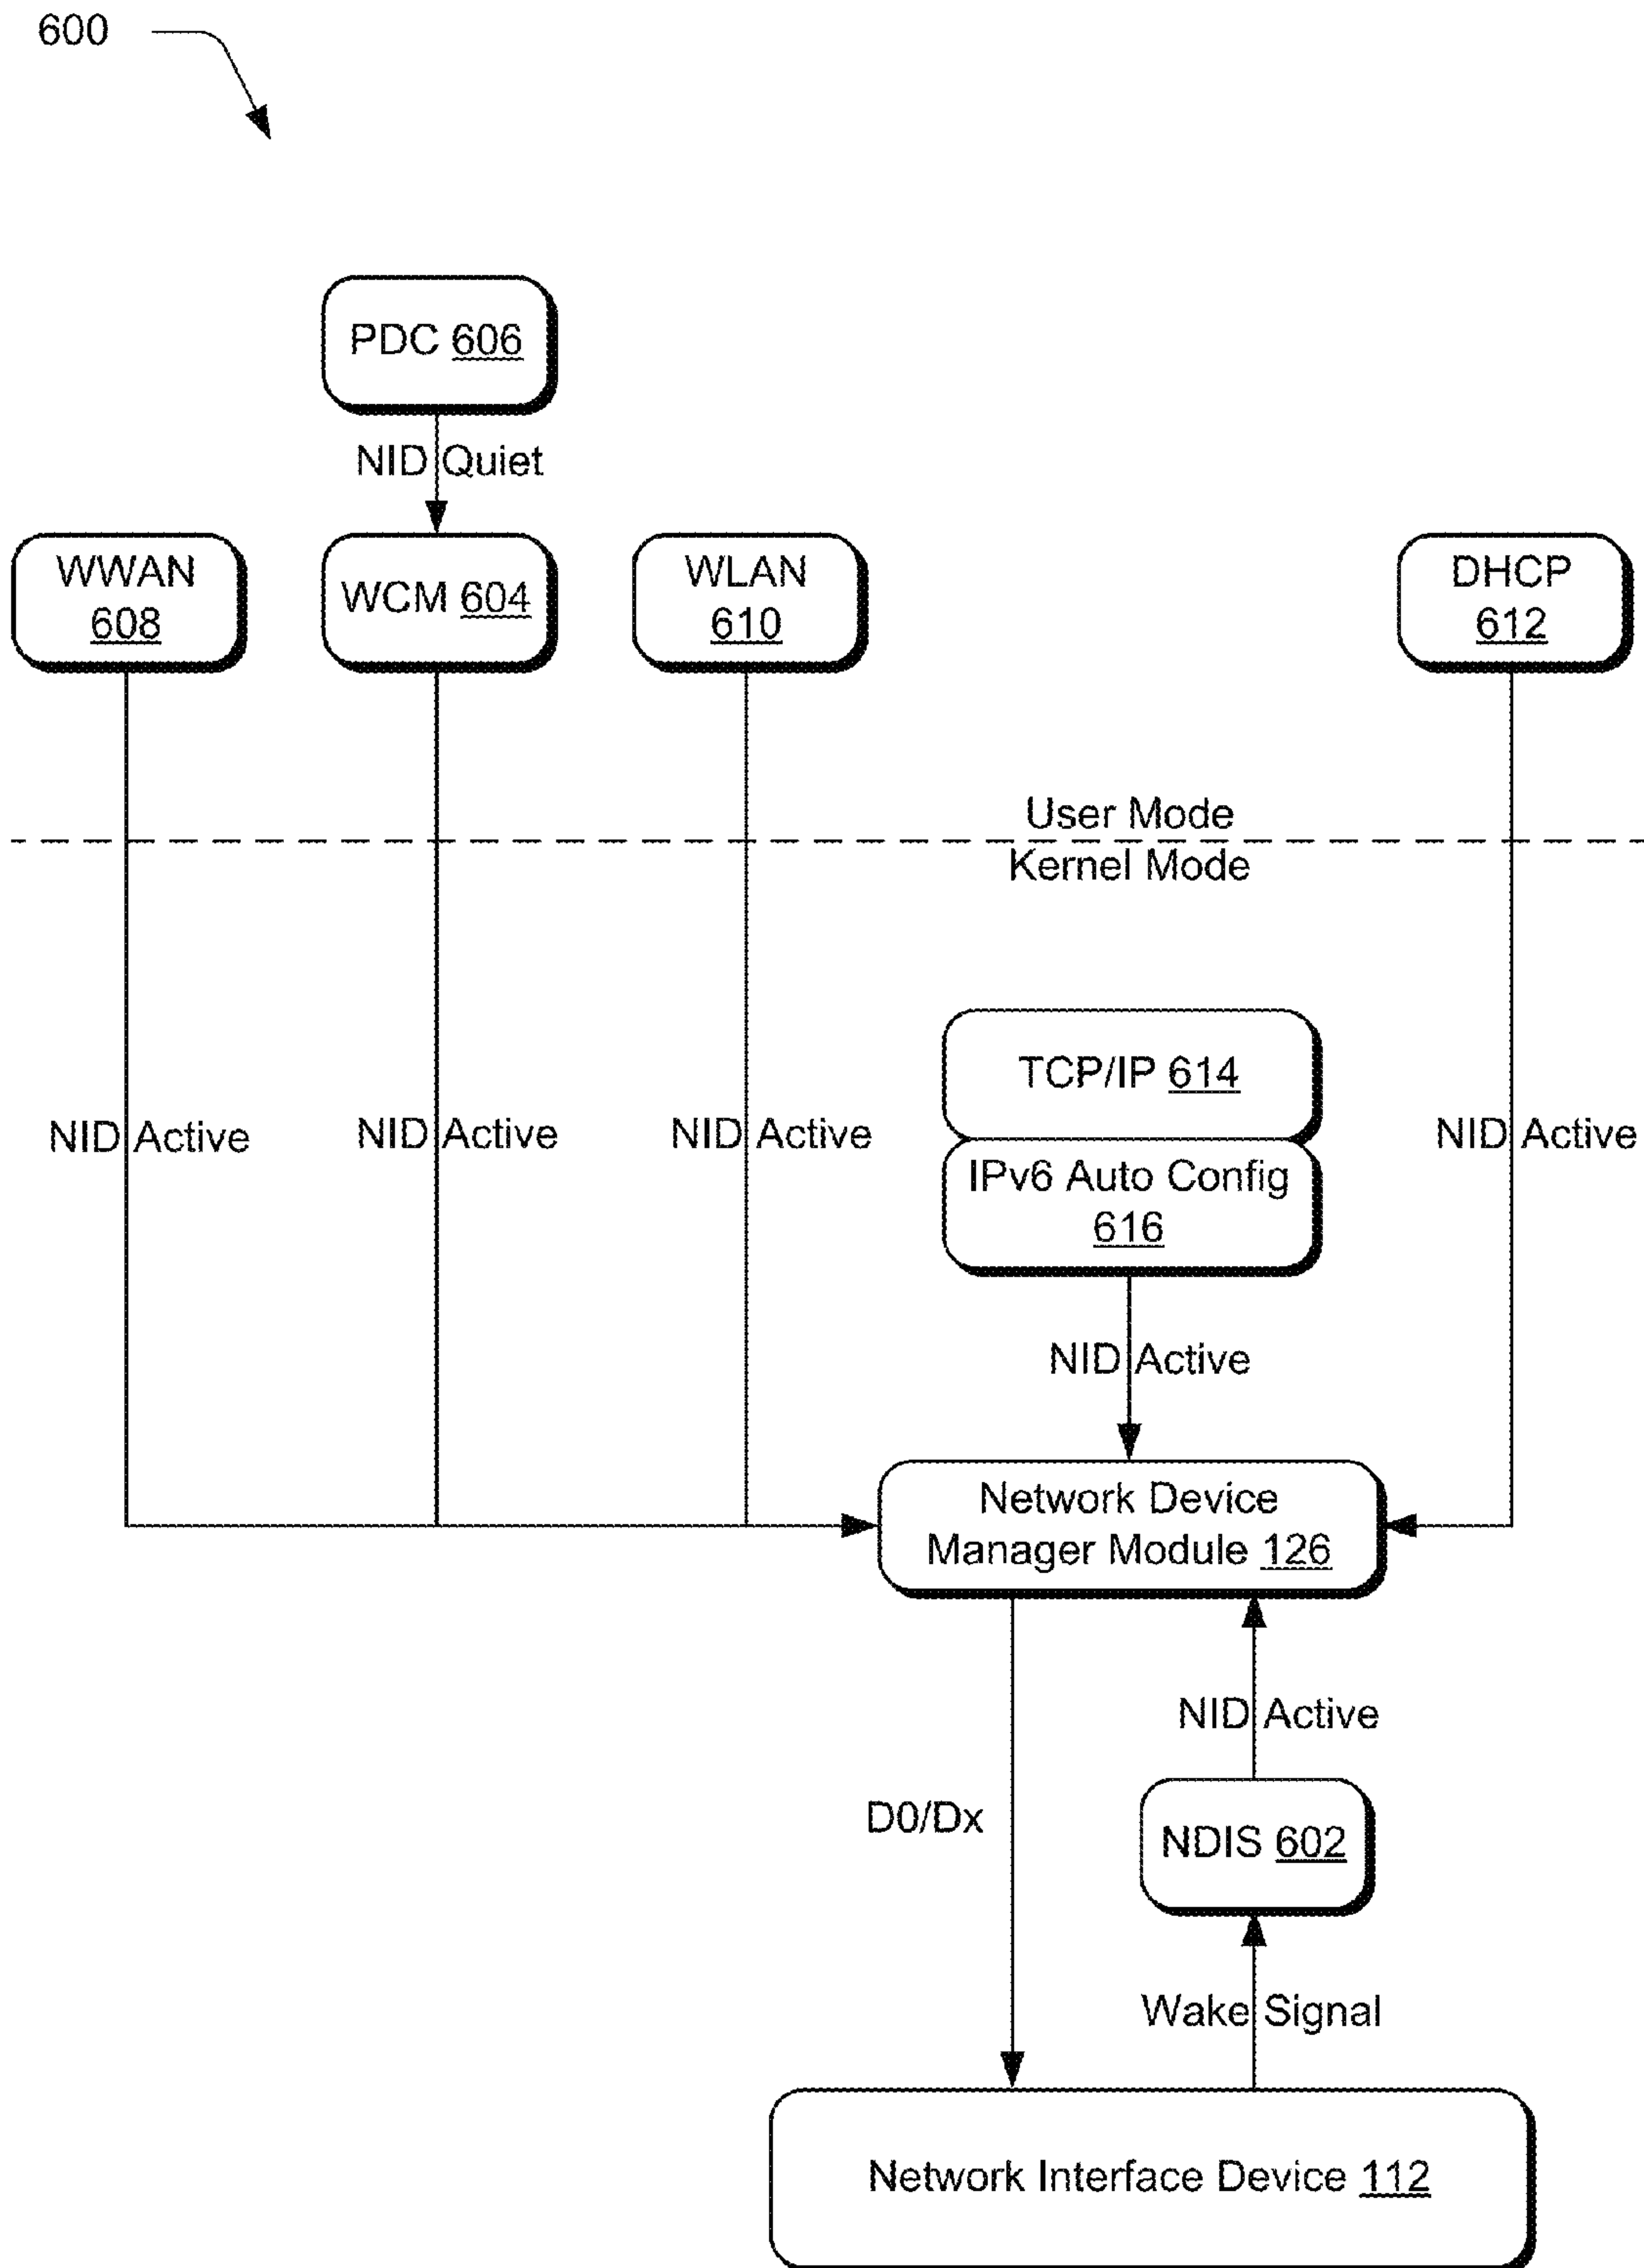 600
PDC 606
NID Quiet
WWAN
608
WCM 604
WLAN
610
DHCP
612
User Mode
Kernel Mode
TCP/IP 614
NID Active
NID Active
NID Active
NID Active
IPv6 Auto Config
616
NID Active
Network Device
Manager Module 126
NID Active
D0/Dx
NDIS 602
Wake Signal
Network Interface Device 112